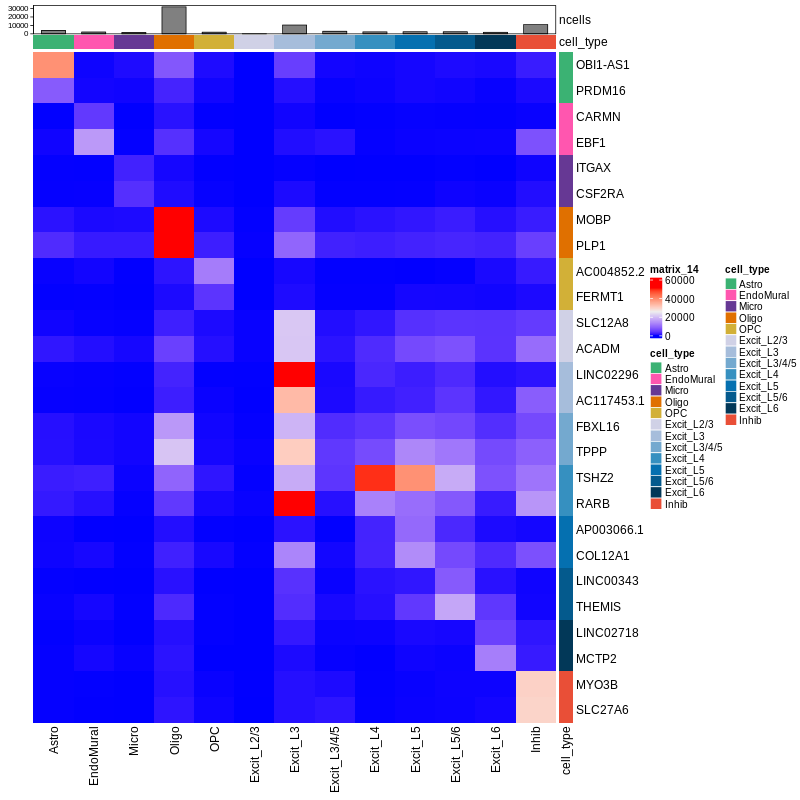 30000
20000
10000
0
ncells
cell_type
OBI1-AS1
PRDM16
CARMN
EBF1
ITGAX
CSF2RA
MOBP
PLP1
AC004852.2
FERMT1
SLC12A8
ACADM
LINC02296
AC117453.1
FBXL16
TPPP
TSHZ2
RARB
AP003066.1
COL12A1
LINC00343
THEMIS
LINC02718
MCTP2
MYO3B
SLC27A6
Astro
EndoMural
Micro
Oligo
OPC
Excit_L2/3
Excit_L3
Excit_L3/4/5
Excit_L4
Excit_L5
Excit_L5/6
Excit_L6
Inhib
cell_type
matrix_14
60000
40000
20000
0
cell_type
Astro
EndoMural
Micro
Oligo
OPC
Excit_L2/3
Excit_L3
Excit_L3/4/5
Excit_L4
Excit_L5
Excit_L5/6
Excit_L6
Inhib
cell_type
Astro
EndoMural
Micro
Oligo
OPC
Excit_L2/3
Excit_L3
Excit_L3/4/5
Excit_L4
Excit_L5
Excit_L5/6
Excit_L6
Inhib